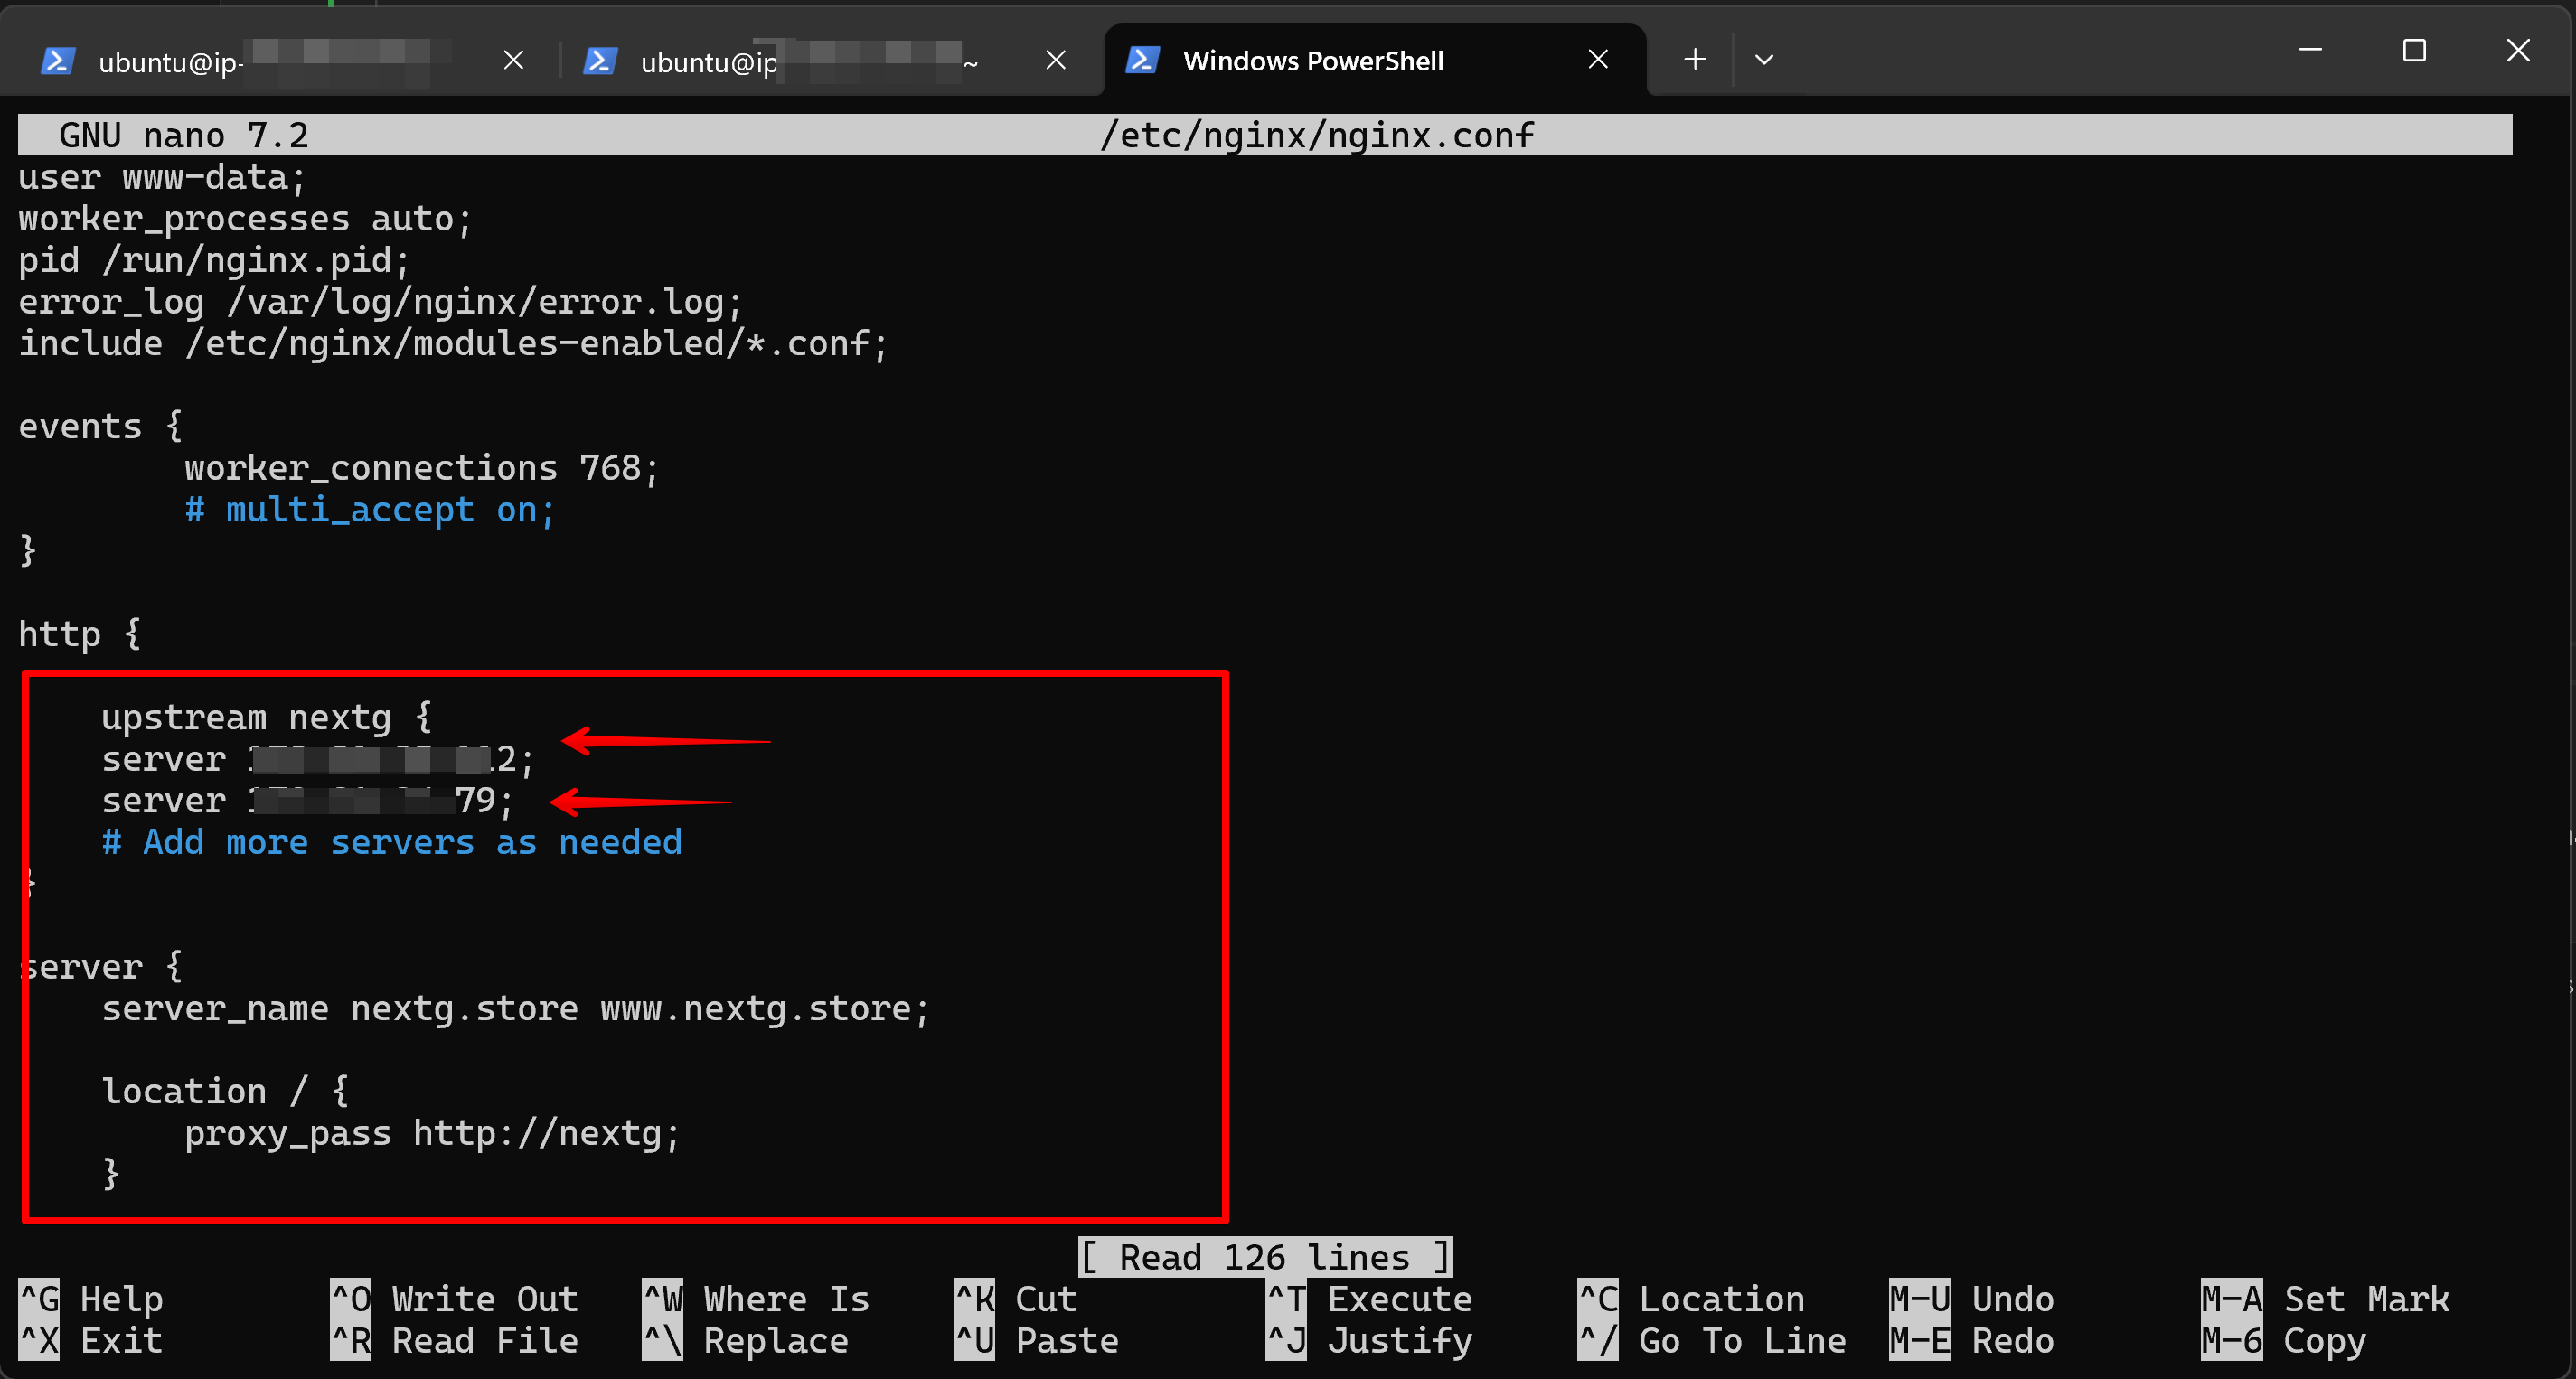 ubuntu@ip- ubuntu@ip ~ Windows PowerShell
GNU nano 7.2 /etc/nginx/nginx.conf
user www-data;
worker_processes auto;
pid /run/nginx.pid;
error_log /var/log/nginx/error.log;
include /etc/nginx/modules-enabled/*.conf;
events {
worker_connections 768;
# multi_accept on;
}
http {
upstream nextg {
server 2;
server 79;
# Add more servers as needed
}
server {
server_name nextg.store www.nextg.store;
location / {
proxy_pass http://nextg;
}
[ Read 126 lines ]
^G Help ^O Write Out ^W Where Is ^K Cut ^T Execute ^C Location M-U Undo M-A Set Mark
^X Exit ^R Read File ^\ Replace ^U Paste ^J Justify ^/ Go To Line M-E Redo M-6 Copy